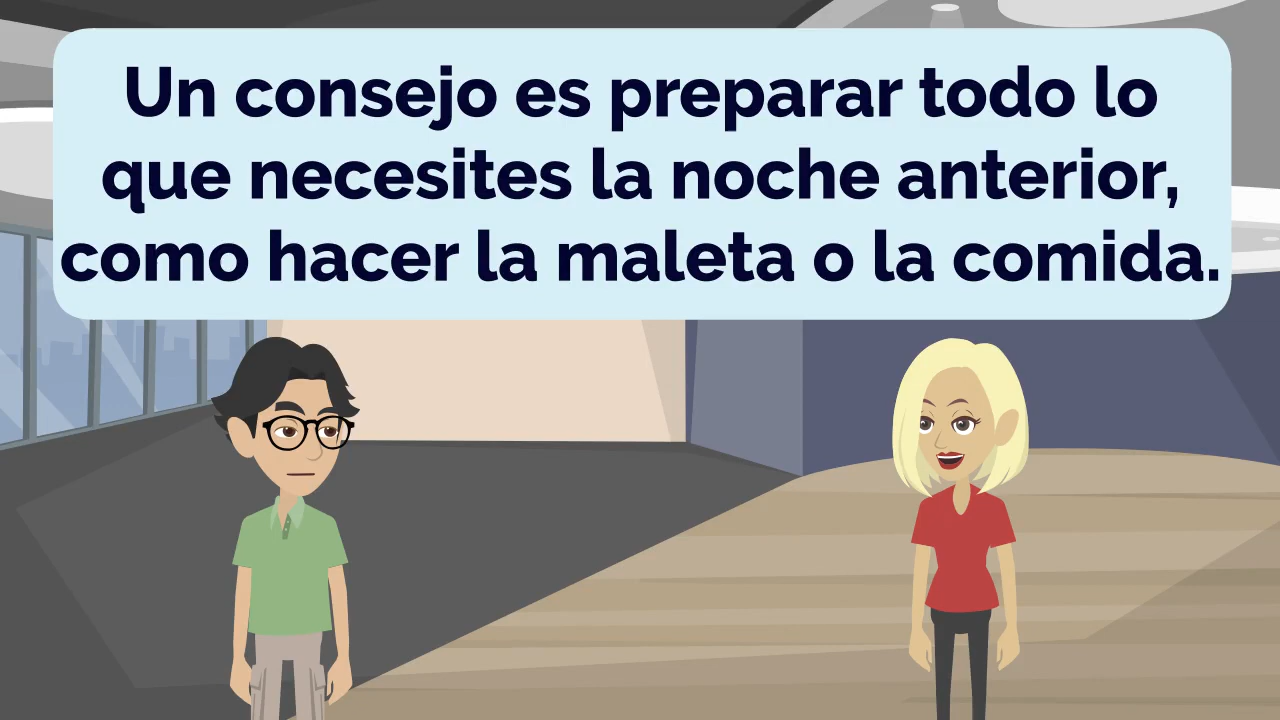 Un consejo es preparar todo lo
que necesites la noche anterior,
como hacer la maleta o la comida.